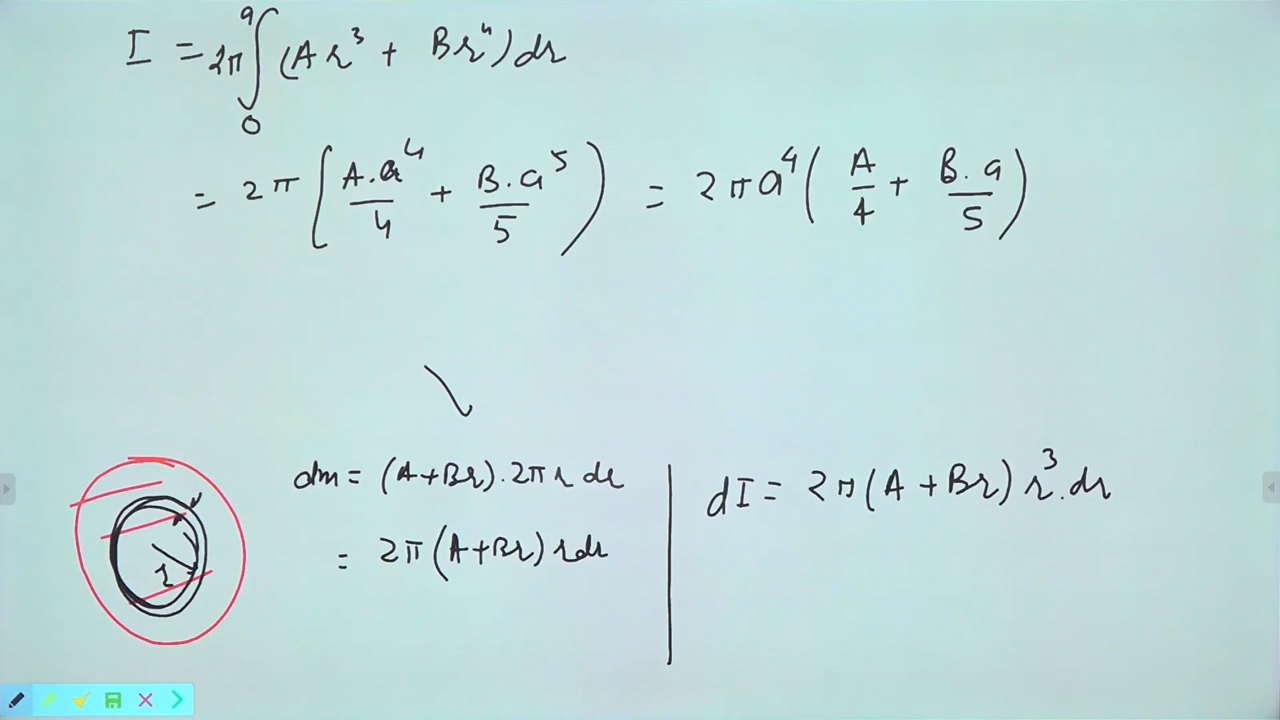 I = 2π∫₀ᵃ (Ar³ + Br⁴) dr
= 2π (A.a⁴/4 + B.a⁵/5) = 2πa⁴ (A/4 + B.a/5)
dm = (A+Br).2πr dr
= 2π(A+Br) rdr
dI = 2π(A+Br) r³.dr
r